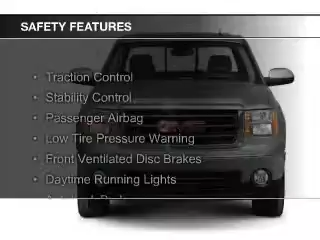 SAFETY FEATURES
• Traction Control
• Stability Control
• Passenger Airbag
• Low Tire Pressure Warning
• Front Ventilated Disc Brakes
• Daytime Running Lights